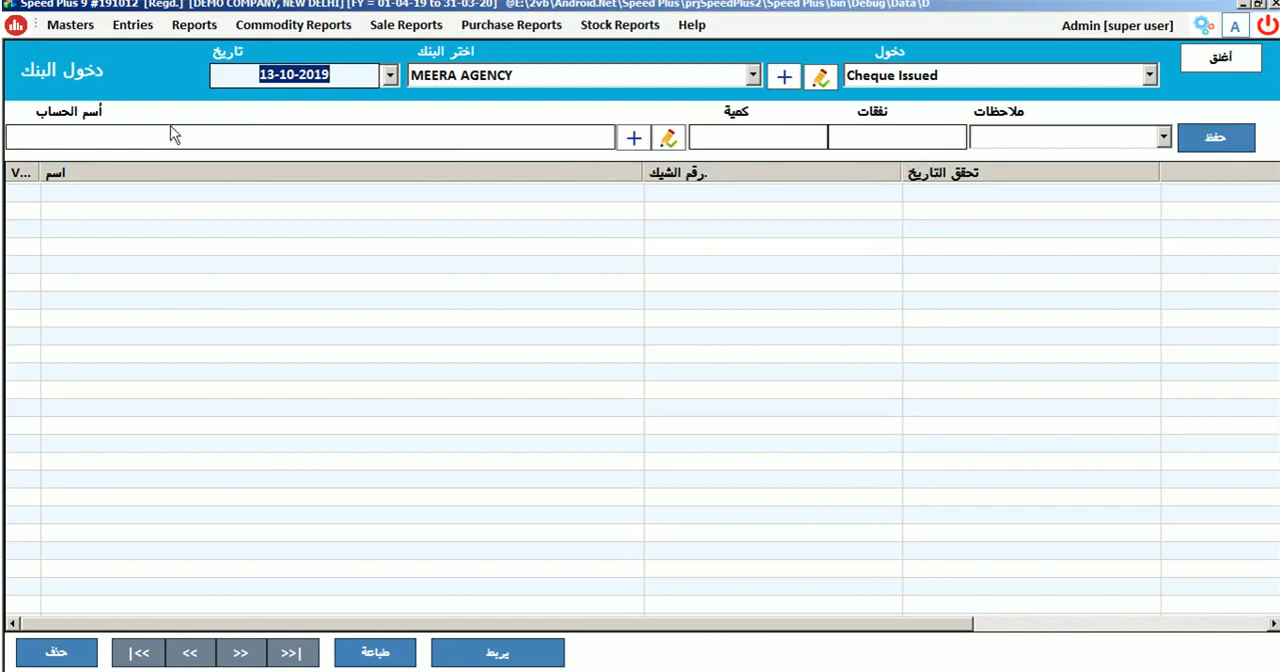 Speed Plus 9 #191012 [Regd.] [DEMO COMPANY, NEW DELHI] [FY = 01-04-19 to 31-03-20] @E:\2vb\Android.Net\Speed Plus\prjSpeedPlus2\Speed Plus\bin\Debug\Data\D
Masters Entries Reports Commodity Reports Sale Reports Purchase Reports Stock Reports Help Admin [super user] A
دخول البنك تاريخ اختر البنك دخول أغلق
13-10-2019 MEERA AGENCY Cheque Issued
أسم الحساب كمية نفقات ملاحظات
حفظ
V... اسم رقم الشيك. تحقق التاريخ
حذف |<< << >> >>| طباعة يربط